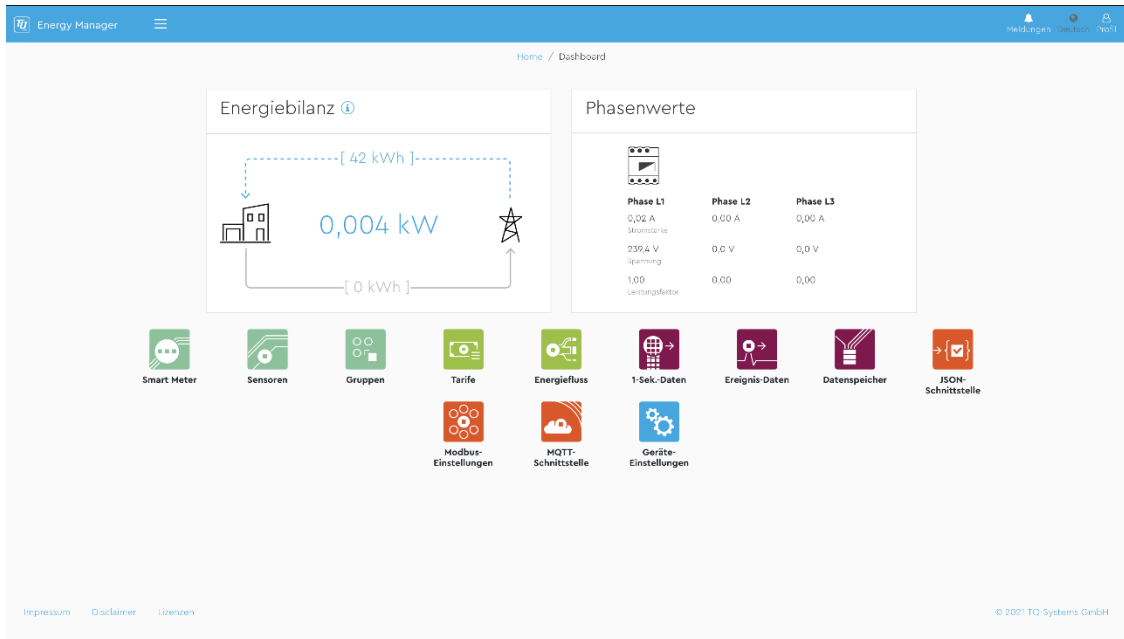 TQ Energy Manager
Meldungen Deutsch Profil
Home / Dashboard
Energiebilanz
[ 42 kWh ]
0,004 kW
[ 0 kWh ]
Phasenwerte
Phase L1 Phase L2 Phase L3
0,02 A 0,00 A 0,00 A
Stromstärke
239,4 V 0,0 V 0,0 V
Spannung
1,00 0,00 0,00
Leistungsfaktor
Smart Meter
Sensoren
Gruppen
Tarife
Energiefluss
1-Sek.-Daten
Ereignis-Daten
Datenspeicher
JSON-
Schnittstelle
Modbus-
Einstellungen
MQTT-
Schnittstelle
Geräte-
Einstellungen
Impressum Disclaimer Lizenzen
© 2021 TQ-Systems GmbH